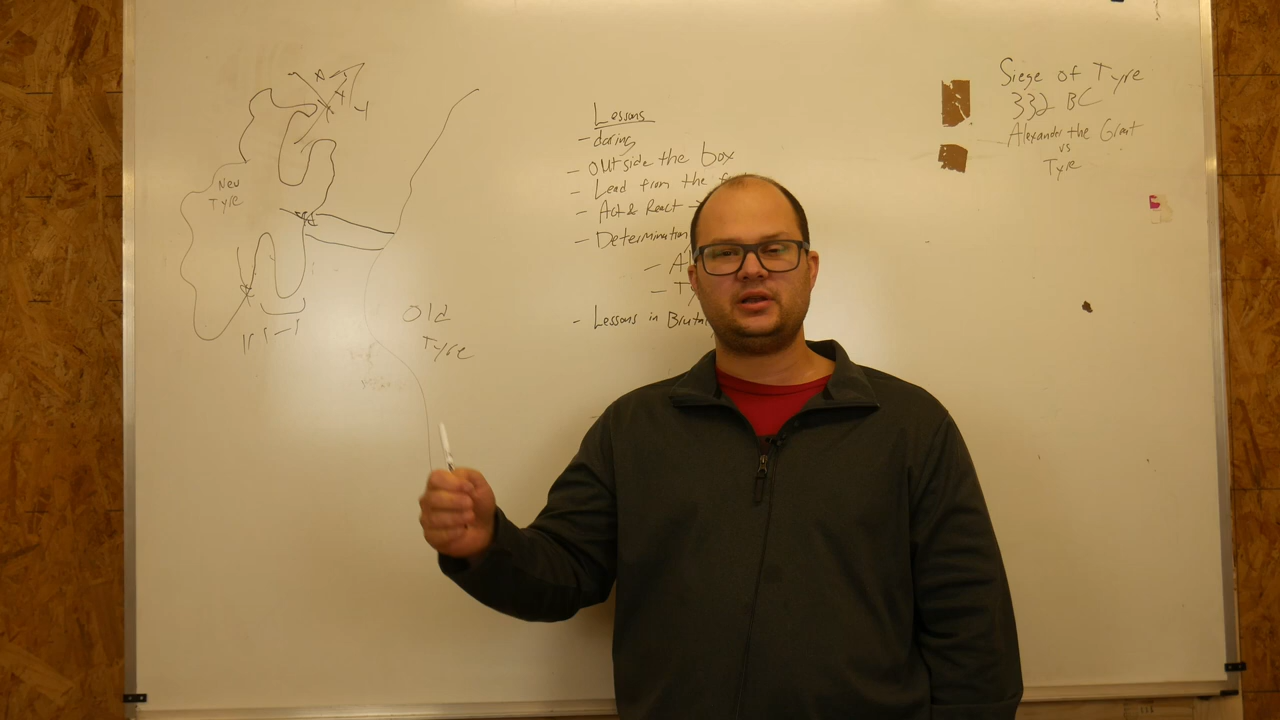 New
Tyre
Old
Tyre
Lessons
- daring
- outside the box
- Lead from the
- Act & React →
- Determination
- Lessons in
Siege of Tyre
332 BC
Alexander the Great
vs
Tyre